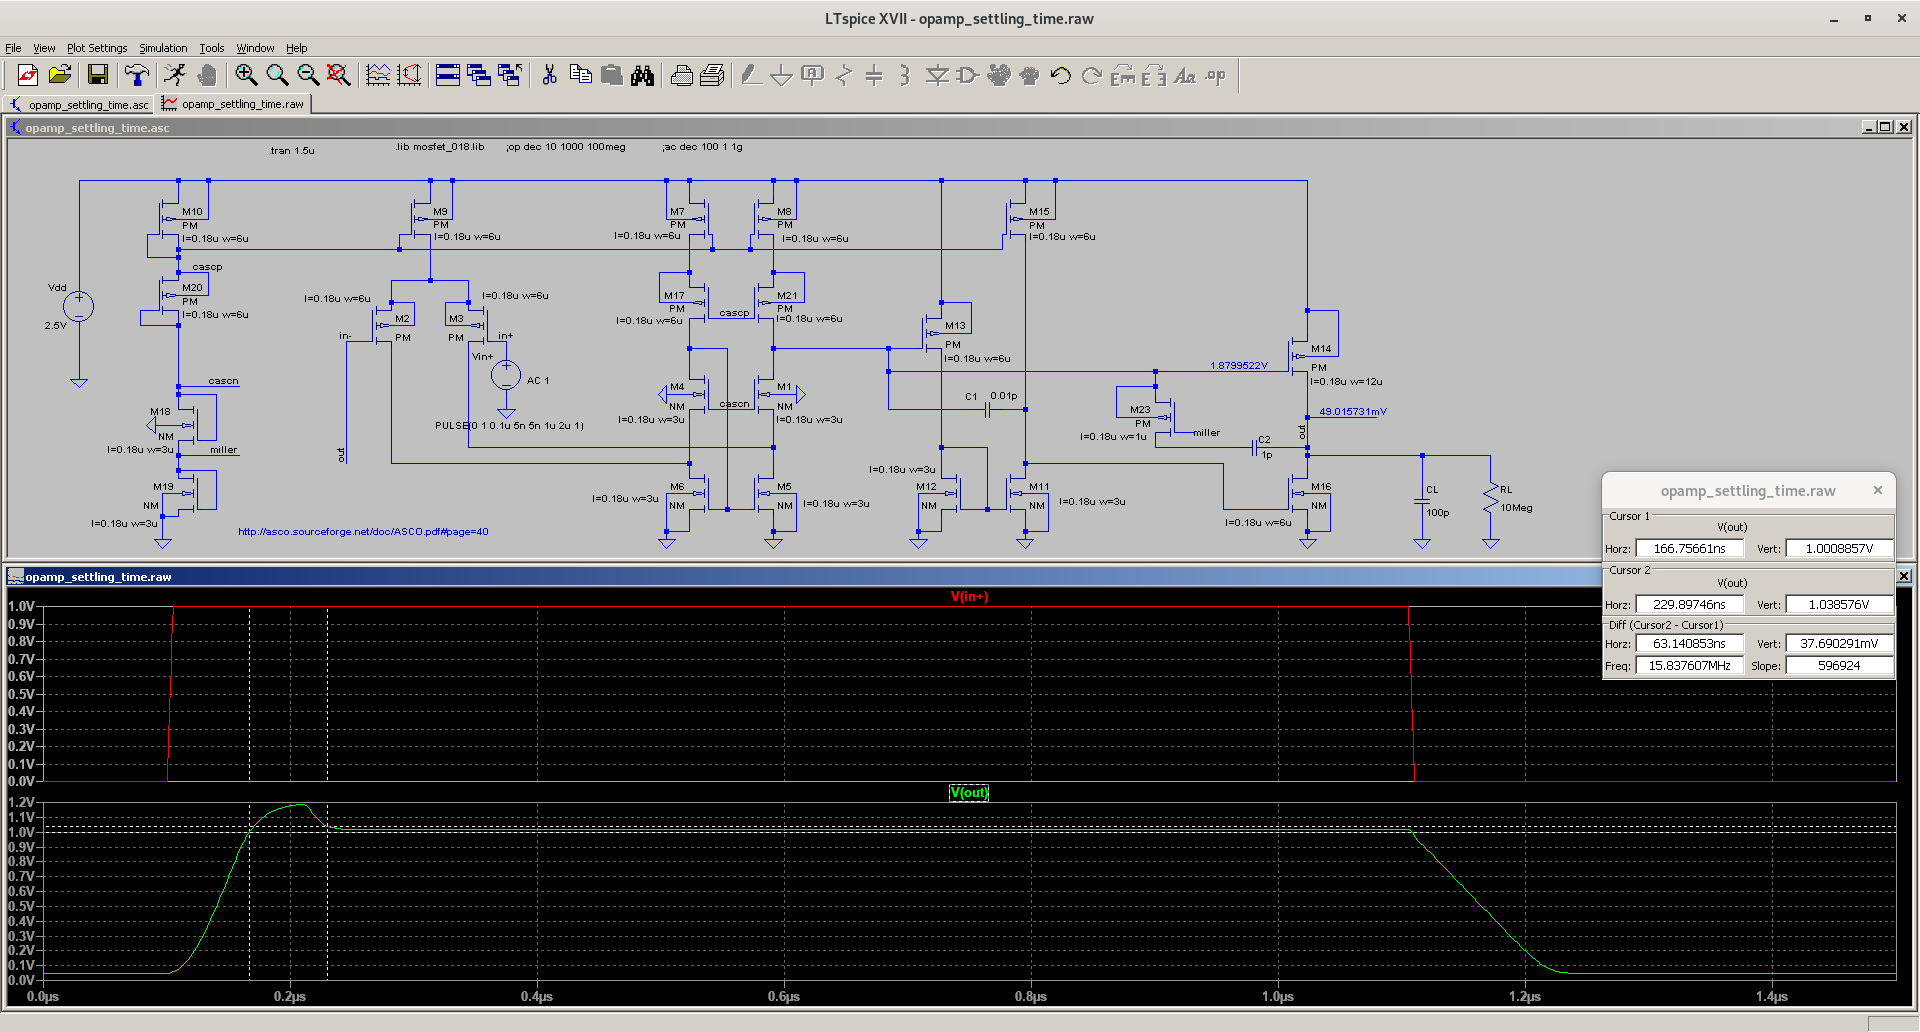 LTspice XVII - opamp_settling_time.raw
File View Plot Settings Simulation Tools Window Help
opamp_settling_time.asc opamp_settling_time.raw
opamp_settling_time.asc
.tran 1.5u .lib mosfet_018.lib ;op dec 10 1000 100meg ;ac dec 100 1 1g
M10 M9 M7 M8 M15
PM PM PM PM PM
l=0.18u w=6u l=0.18u w=6u l=0.18u w=6u l=0.18u w=6u l=0.18u w=6u
cascp
Vdd M20
PM
2.5V l=0.18u w=6u
l=0.18u w=6u l=0.18u w=6u
M2 M3
in- PM PM in+
Vin+
AC 1
PULSE(0 1 0.1u 5n 5n 1u 2u 1)
out
M17 M21
PM PM
cascp
l=0.18u w=6u l=0.18u w=6u
M13
PM
l=0.18u w=6u
M14
PM
l=0.18u w=12u
1.8799522V
49.015731mV
cascn
M18
NM
l=0.18u w=3u
miller
M19
NM
l=0.18u w=3u
M4 M1
NM cascn NM
l=0.18u w=3u l=0.18u w=3u
C1 0.01p
M23
PM
l=0.18u w=1u
miller
C2
1p
out
M6 M5
NM NM
l=0.18u w=3u l=0.18u w=3u
l=0.18u w=3u
M12 M11
NM NM
l=0.18u w=3u
M16
NM
l=0.18u w=6u
CL
100p
RL
10Meg
http://asco.sourceforge.net/doc/ASCO.pdf#page=40
opamp_settling_time.raw
Cursor 1
V(out)
Horz: 166.75661ns Vert: 1.0008857V
Cursor 2
V(out)
Horz: 229.89746ns Vert: 1.038576V
Diff (Cursor2 - Cursor1)
Horz: 63.140853ns Vert: 37.690291mV
Freq: 15.837607MHz Slope: 596924
opamp_settling_time.raw
V(in+)
1.0V
0.9V
0.8V
0.7V
0.6V
0.5V
0.4V
0.3V
0.2V
0.1V
0.0V
V(out)
1.2V
1.1V
1.0V
0.9V
0.8V
0.7V
0.6V
0.5V
0.4V
0.3V
0.2V
0.1V
0.0V
0.0µs 0.2µs 0.4µs 0.6µs 0.8µs 1.0µs 1.2µs 1.4µs